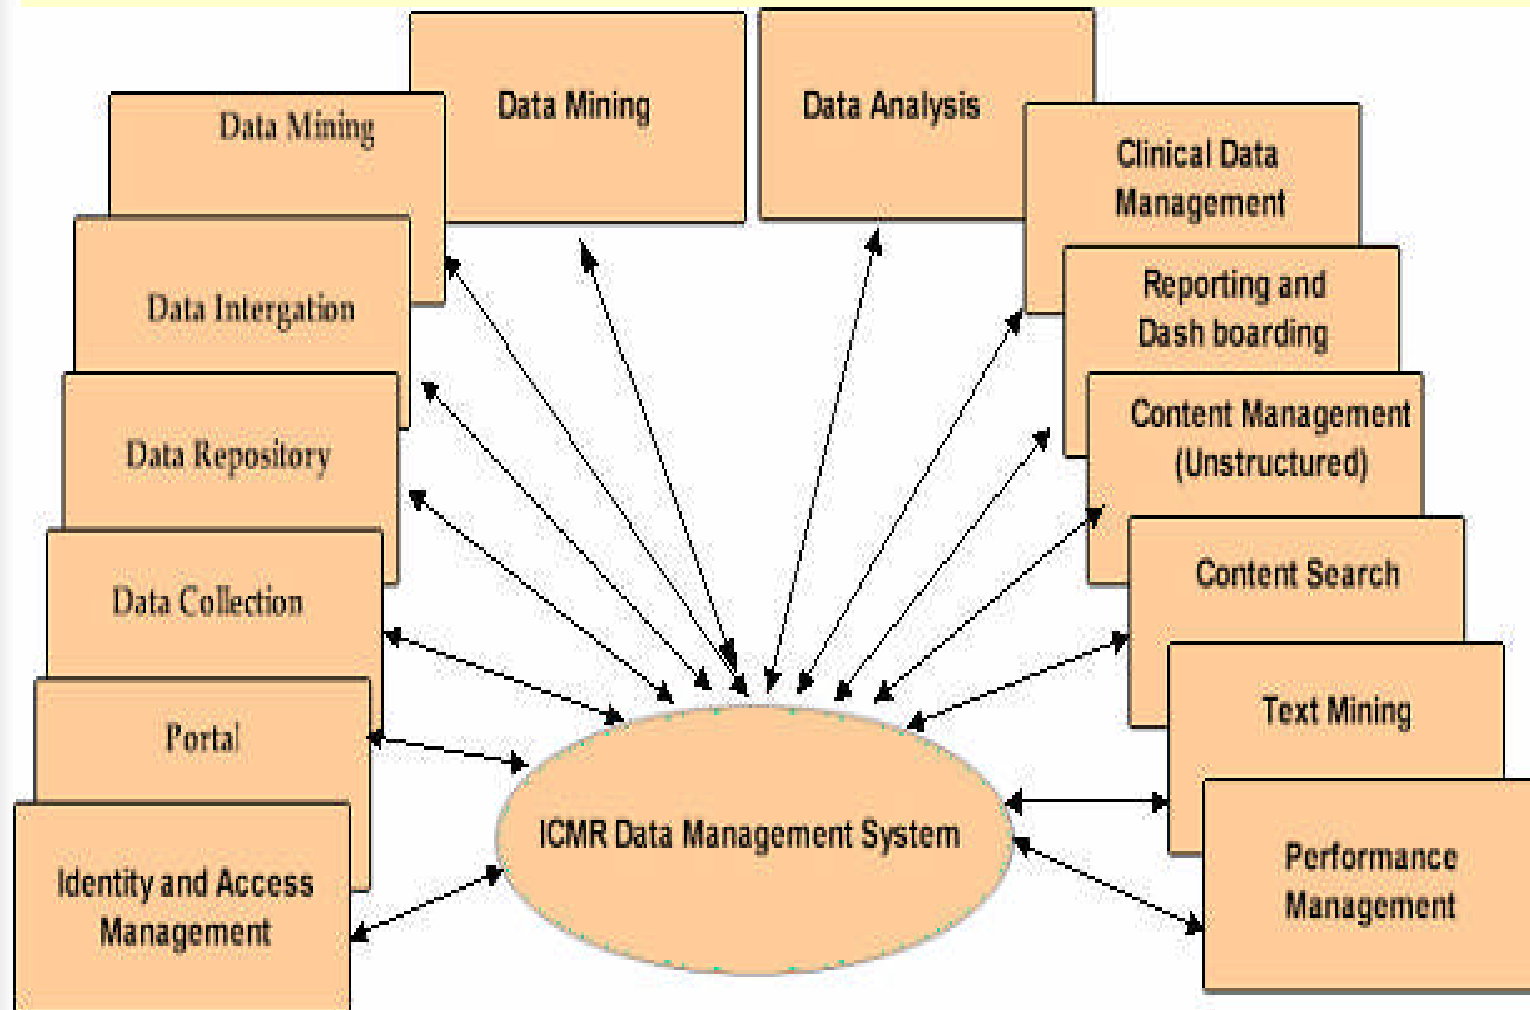 Data Mining
Data Analysis
Data Mining
Clinical Data
Management
Data Intergation
Reporting and
Dash boarding
Data Repository
Content Management
(Unstructured)
Data Collection
Content Search
Portal
Text Mining
Identity and Access
Management
ICMR Data Management System
Performance
Management